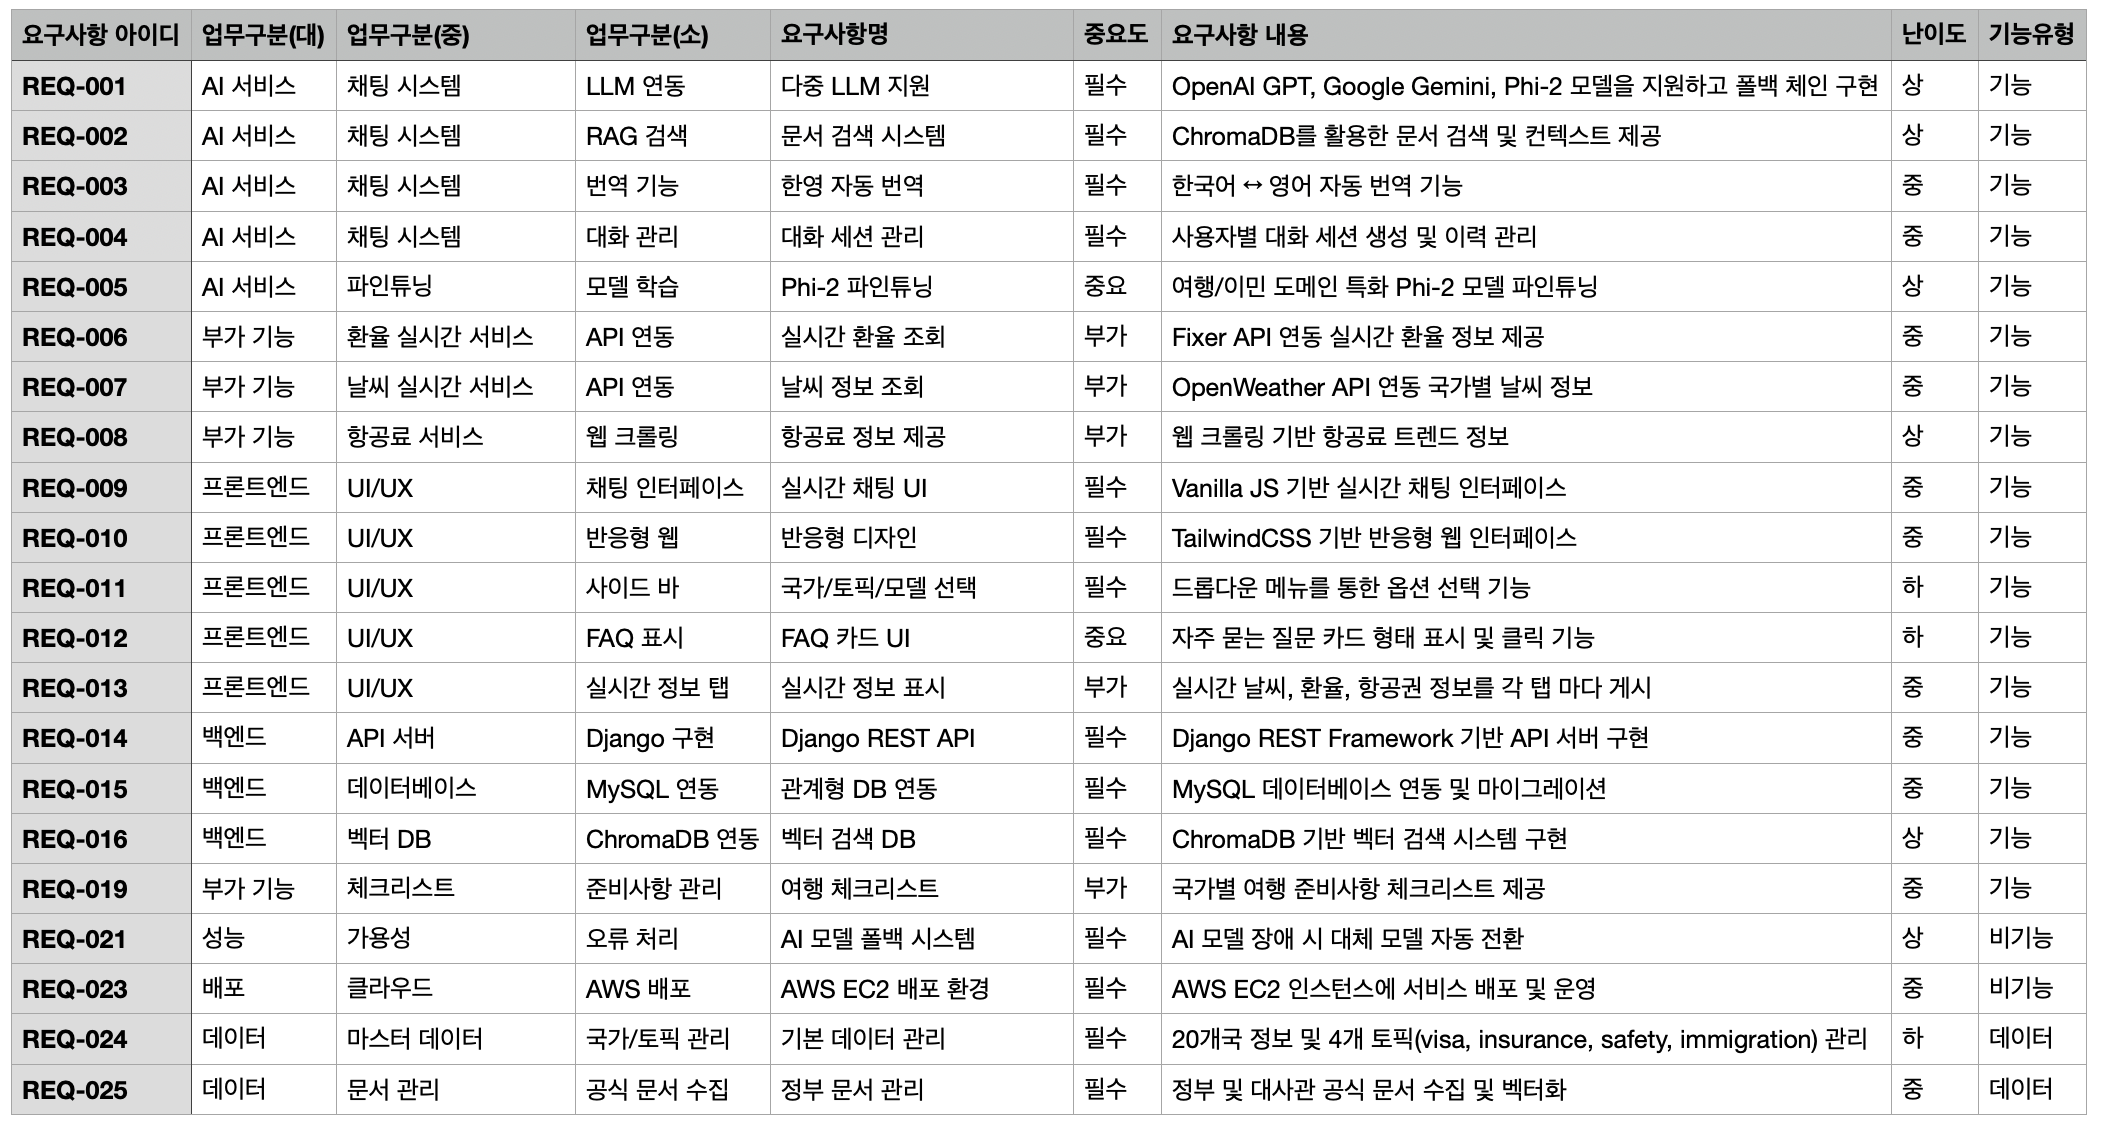 요구사항 아이디 업무구분(대) 업무구분(중) 업무구분(소) 요구사항명 중요도 요구사항 내용 난이도 기능유형
REQ-001 AI 서비스 채팅 시스템 LLM 연동 다중 LLM 지원 필수 OpenAI GPT, Google Gemini, Phi-2 모델을 지원하고 폴백 체인 구현 상 기능
REQ-002 AI 서비스 채팅 시스템 RAG 검색 문서 검색 시스템 필수 ChromaDB를 활용한 문서 검색 및 컨텍스트 제공 상 기능
REQ-003 AI 서비스 채팅 시스템 번역 기능 한영 자동 번역 필수 한국어 ↔ 영어 자동 번역 기능 중 기능
REQ-004 AI 서비스 채팅 시스템 대화 관리 대화 세션 관리 필수 사용자별 대화 세션 생성 및 이력 관리 중 기능
REQ-005 AI 서비스 파인튜닝 모델 학습 Phi-2 파인튜닝 중요 여행/이민 도메인 특화 Phi-2 모델 파인튜닝 상 기능
REQ-006 부가 기능 환율 실시간 서비스 API 연동 실시간 환율 조회 부가 Fixer API 연동 실시간 환율 정보 제공 중 기능
REQ-007 부가 기능 날씨 실시간 서비스 API 연동 날씨 정보 조회 부가 OpenWeather API 연동 국가별 날씨 정보 중 기능
REQ-008 부가 기능 항공료 서비스 웹 크롤링 항공료 정보 제공 부가 웹 크롤링 기반 항공료 트렌드 정보 상 기능
REQ-009 프론트엔드 UI/UX 채팅 인터페이스 실시간 채팅 UI 필수 Vanilla JS 기반 실시간 채팅 인터페이스 중 기능
REQ-010 프론트엔드 UI/UX 반응형 웹 반응형 디자인 필수 TailwindCSS 기반 반응형 웹 인터페이스 중 기능
REQ-011 프론트엔드 UI/UX 사이드 바 국가/토픽/모델 선택 필수 드롭다운 메뉴를 통한 옵션 선택 기능 하 기능
REQ-012 프론트엔드 UI/UX FAQ 표시 FAQ 카드 UI 중요 자주 묻는 질문 카드 형태 표시 및 클릭 기능 하 기능
REQ-013 프론트엔드 UI/UX 실시간 정보 탭 실시간 정보 표시 부가 실시간 날씨, 환율, 항공권 정보를 각 탭 마다 게시 중 기능
REQ-014 백엔드 API 서버 Django 구현 Django REST API 필수 Django REST Framework 기반 API 서버 구현 중 기능
REQ-015 백엔드 데이터베이스 MySQL 연동 관계형 DB 연동 필수 MySQL 데이터베이스 연동 및 마이그레이션 중 기능
REQ-016 백엔드 벡터 DB ChromaDB 연동 벡터 검색 DB 필수 ChromaDB 기반 벡터 검색 시스템 구현 상 기능
REQ-019 부가 기능 체크리스트 준비사항 관리 여행 체크리스트 부가 국가별 여행 준비사항 체크리스트 제공 중 기능
REQ-021 성능 가용성 오류 처리 AI 모델 폴백 시스템 필수 AI 모델 장애 시 대체 모델 자동 전환 상 비기능
REQ-023 배포 클라우드 AWS 배포 AWS EC2 배포 환경 필수 AWS EC2 인스턴스에 서비스 배포 및 운영 중 비기능
REQ-024 데이터 마스터 데이터 국가/토픽 관리 기본 데이터 관리 필수 20개국 정보 및 4개 토픽(visa, insurance, safety, immigration) 관리 하 데이터
REQ-025 데이터 문서 관리 공식 문서 수집 정부 문서 관리 필수 정부 및 대사관 공식 문서 수집 및 벡터화 중 데이터